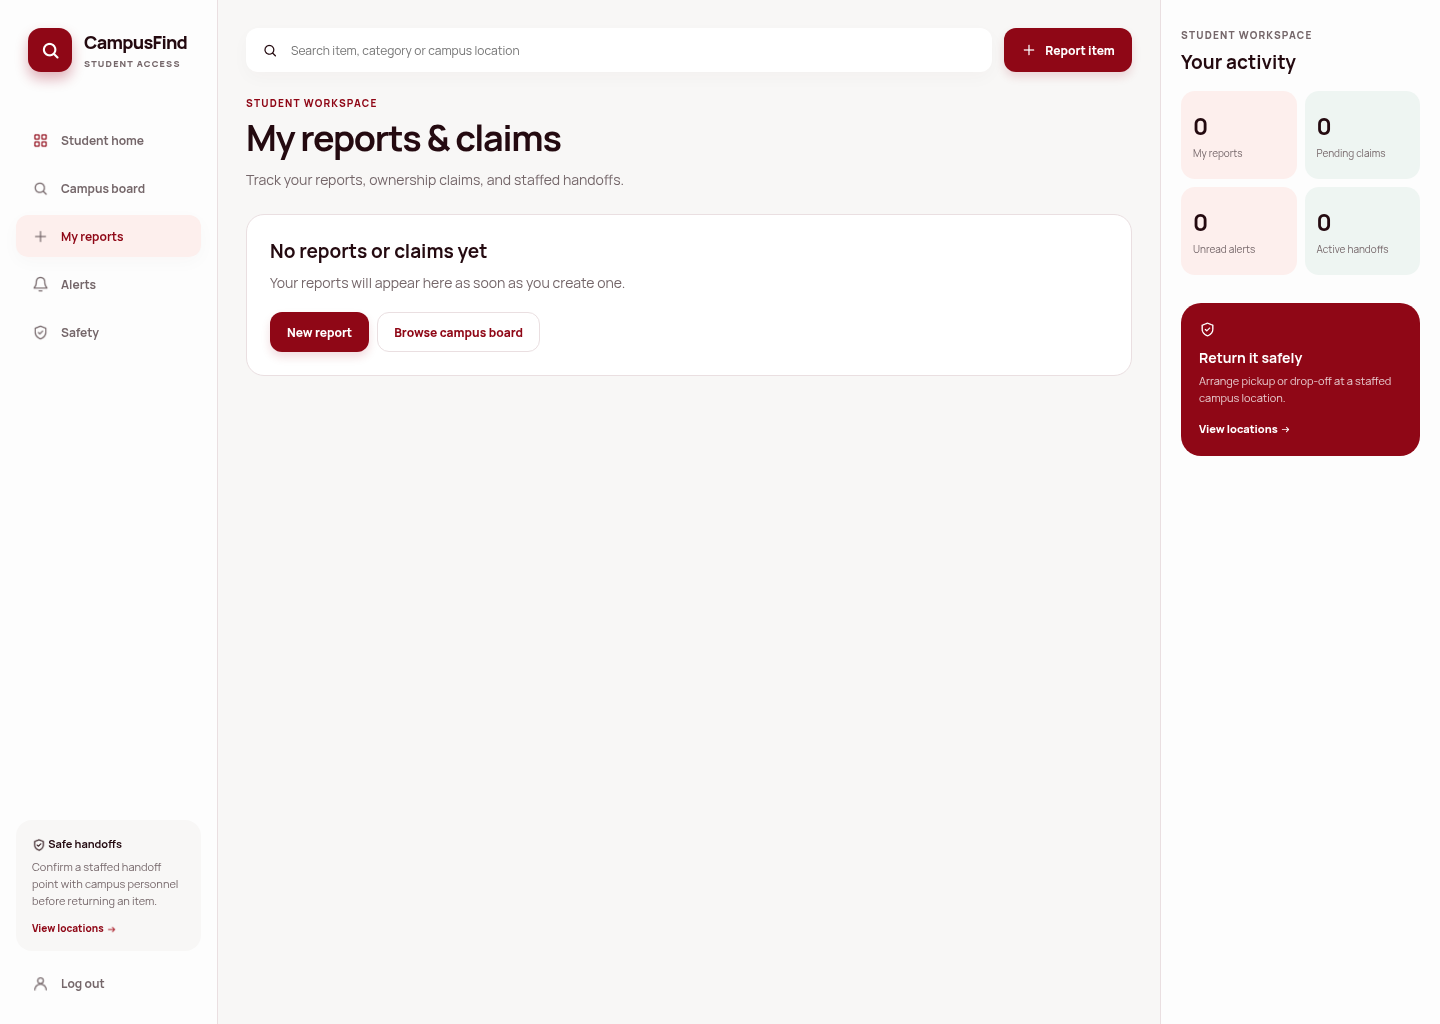 CampusFind
STUDENT ACCESS
Student home
Campus board
My reports
Alerts
Safety
Safe handoffs
Confirm a staffed handoff
point with campus personnel
before returning an item.
View locations →
Log out
Search item, category or campus location
Report item
STUDENT WORKSPACE
My reports & claims
Track your reports, ownership claims, and staffed handoffs.
No reports or claims yet
Your reports will appear here as soon as you create one.
New report
Browse campus board
STUDENT WORKSPACE
Your activity
0
My reports
0
Pending claims
0
Unread alerts
0
Active handoffs
Return it safely
Arrange pickup or drop-off at a staffed
campus location.
View locations →